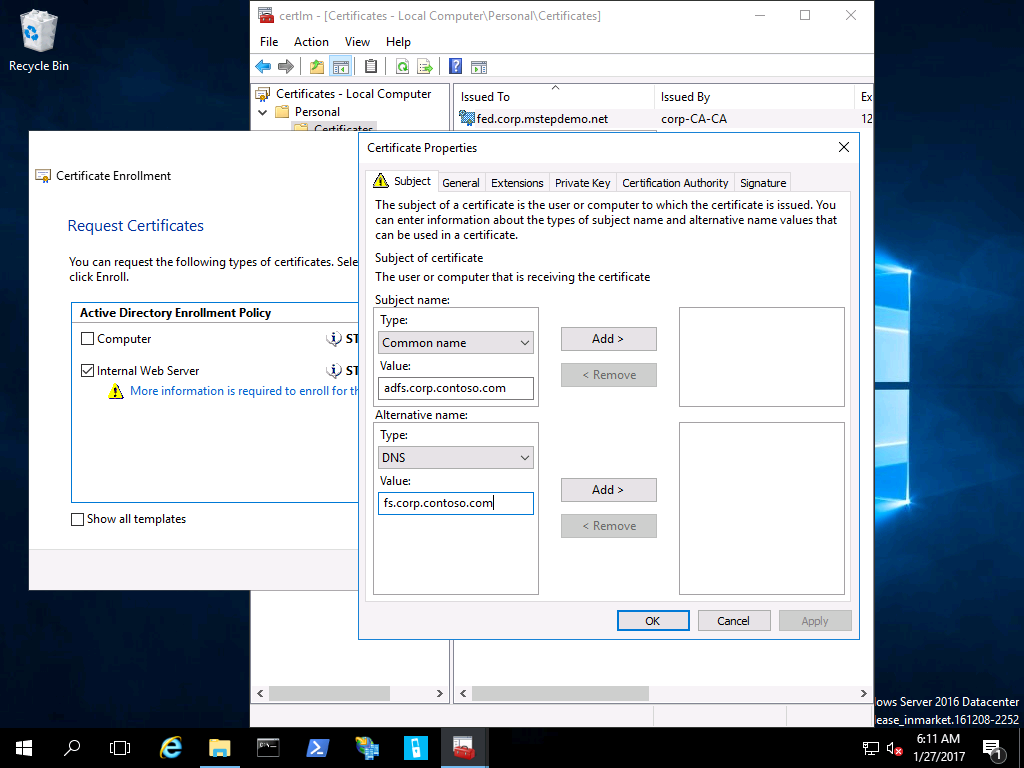 Recycle Bin
certlm - [Certificates - Local Computer\Personal\Certificates]
File Action View Help
Certificates - Local Computer
Personal
Certificates
Issued To
Issued By
Ex
fed.corp.mstepdemo.net
corp-CA-CA
12
Certificate Enrollment
Request Certificates
You can request the following types of certificates. Sele
click Enroll.
Active Directory Enrollment Policy
Computer
ST
Internal Web Server
ST
More information is required to enroll for th
Show all templates
Certificate Properties
Subject
General
Extensions
Private Key
Certification Authority
Signature
The subject of a certificate is the user or computer to which the certificate is issued. You
can enter information about the types of subject name and alternative name values that
can be used in a certificate.
Subject of certificate
The user or computer that is receiving the certificate
Subject name:
Type:
Common name
Value:
adfs.corp.contoso.com
Add >
< Remove
Alternative name:
Type:
DNS
Value:
fs.corp.contoso.com
Add >
< Remove
OK
Cancel
Apply
ows Server 2016 Datacenter
ease_inmarket.161208-2252
6:11 AM
1/27/2017
1